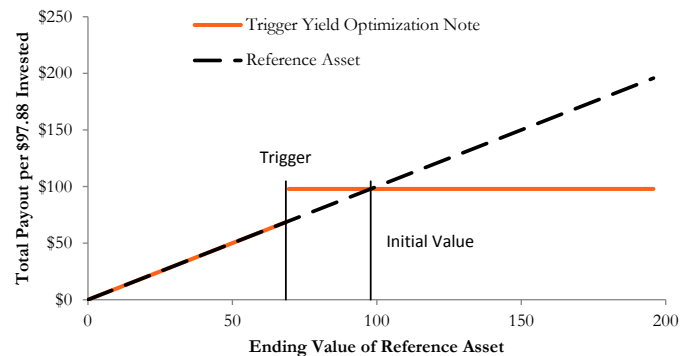 $250
Trigger Yield Optimization Note
Reference Asset
$200
$150
Trigger
$100
Initial Value
$50
$0
0 50 100 150 200
Total Payout per $97.88 Invested
Ending Value of Reference Asset